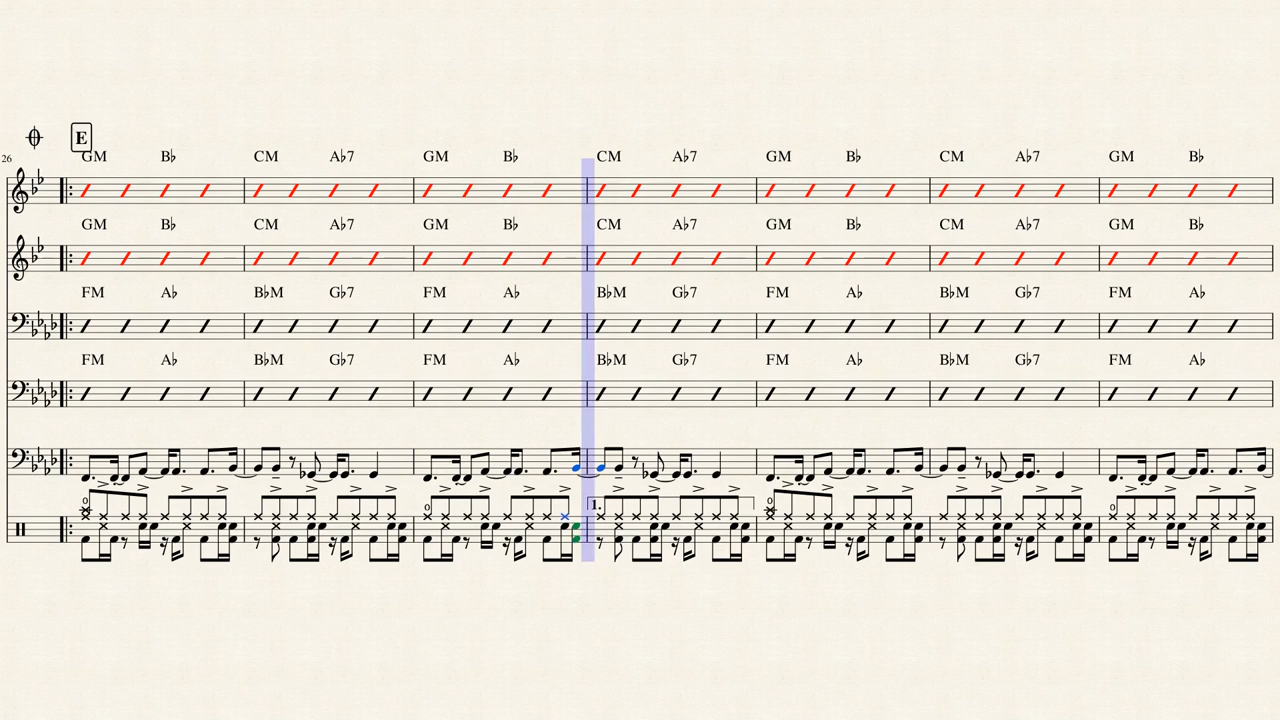 E
26 GM B♭ CM A♭7 GM B♭ CM A♭7 GM B♭ CM A♭7 GM B♭
GM B♭ CM A♭7 GM B♭ CM A♭7 GM B♭ CM A♭7 GM B♭
FM A♭ B♭M G♭7 FM A♭ B♭M G♭7 FM A♭ B♭M G♭7 FM A♭
FM A♭ B♭M G♭7 FM A♭ B♭M G♭7 FM A♭ B♭M G♭7 FM A♭
1.